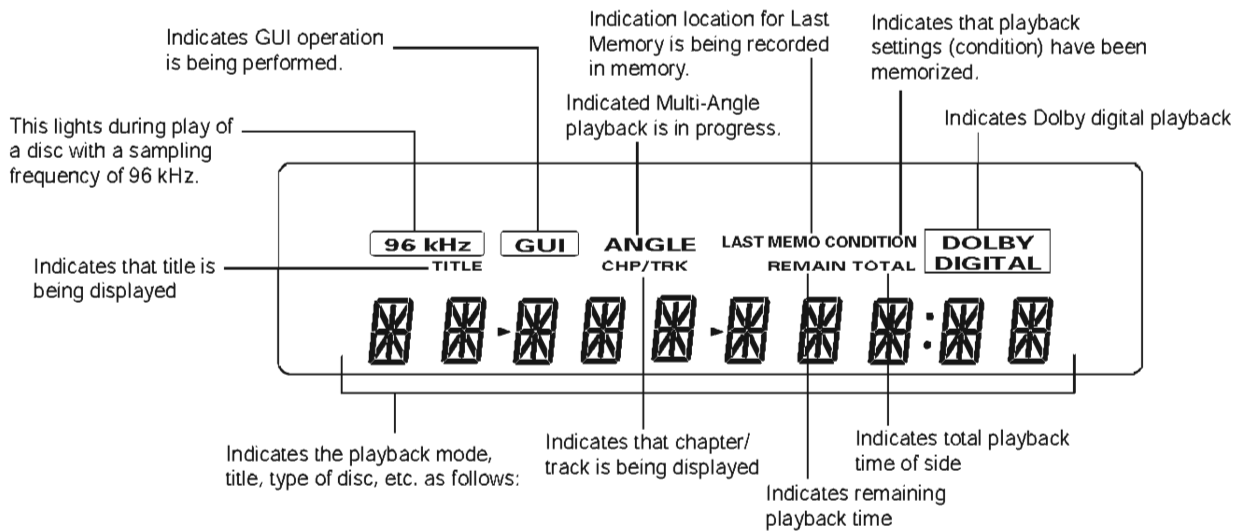 Indicates GUI operation
is being performed.
Indication location for Last
Memory is being recorded
in memory.
Indicates that playback
settings (condition) have been
memorized.
Indicated Multi-Angle
playback is in progress.
Indicates Dolby digital playback
This lights during play of
a disc with a sampling
frequency of 96 kHz.
96 kHz
GUI
ANGLE
LAST MEMO CONDITION
DOLBY
DIGITAL
TITLE
CHP/TRK
REMAIN TOTAL
Indicates that title is
being displayed
Indicates the playback mode,
title, type of disc, etc. as follows:
Indicates that chapter/
track is being displayed
Indicates total playback
time of side
Indicates remaining
playback time